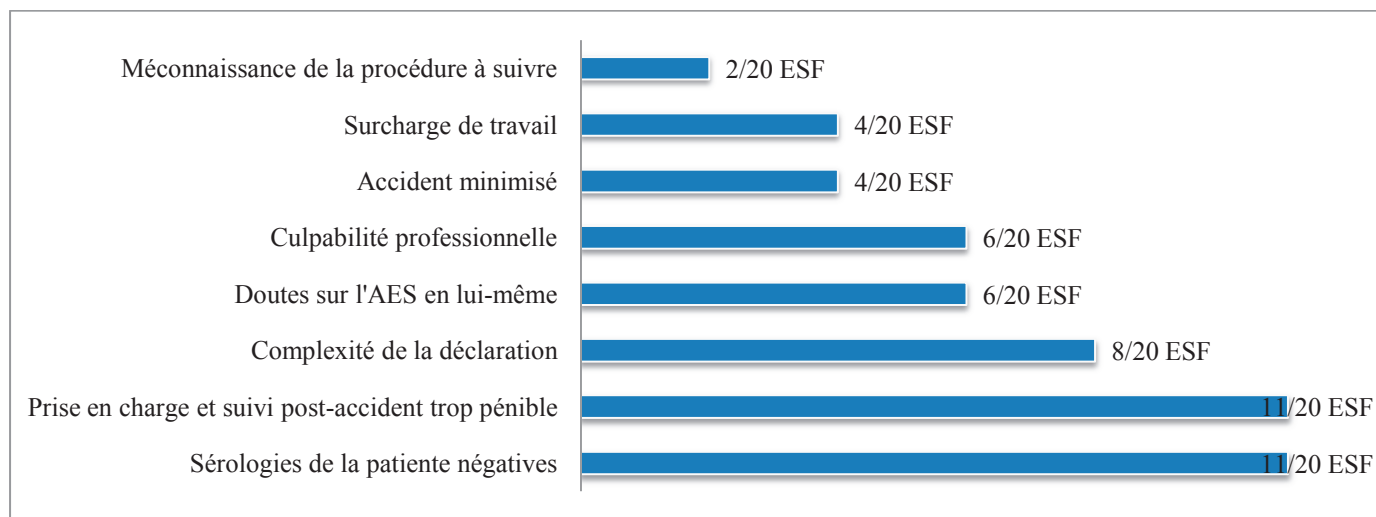 Méconnaissance de la procédure à suivre 2/20 ESF
Surcharge de travail 4/20 ESF
Accident minimisé 4/20 ESF
Culpabilité professionnelle 6/20 ESF
Doutes sur l'AES en lui-même 6/20 ESF
Complexité de la déclaration 8/20 ESF
Prise en charge et suivi post-accident trop pénible 11/20 ESF
Sérologies de la patiente négatives 11/20 ESF